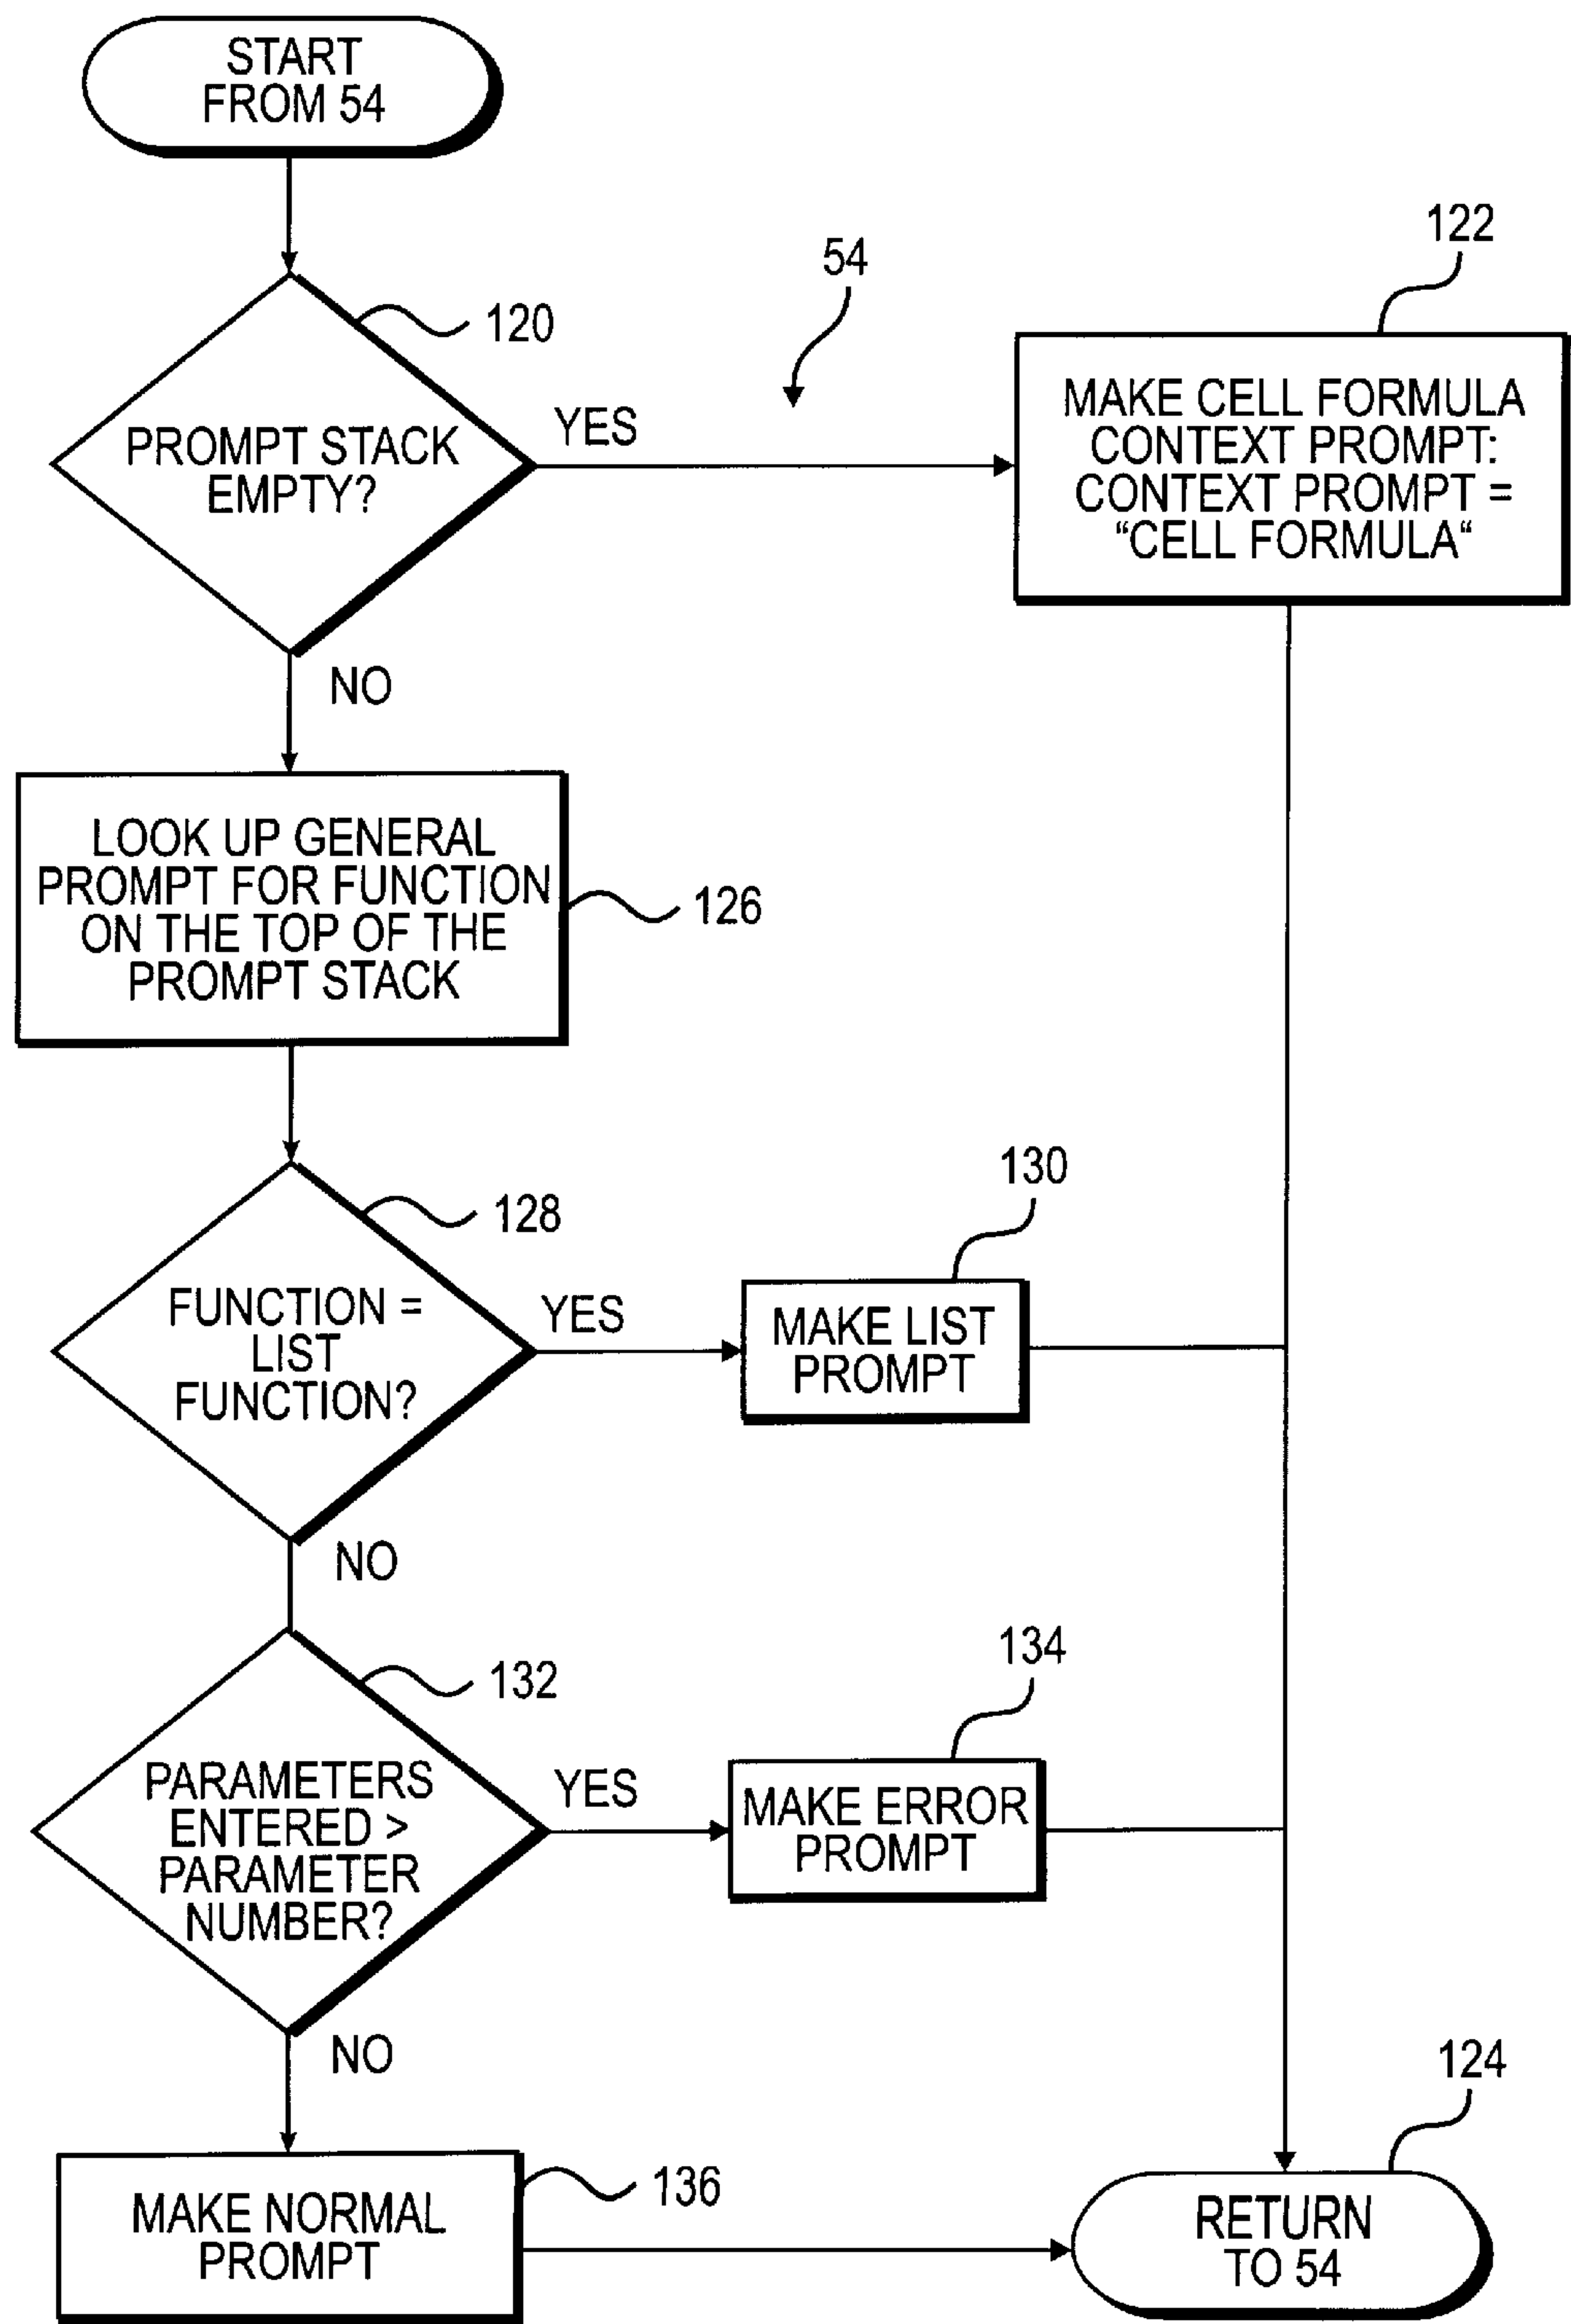 START
FROM 54
122
54
120
MAKE CELL FORMULA
CONTEXT PROMPT:
CONTEXT PROMPT =
“CELL FORMULA“
YES
PROMPT STACK
EMPTY?
NO
LOOK UP GENERAL
PROMPT FOR FUNCTION
ON THE TOP OF THE
PROMPT STACK
126
130
128
FUNCTION =
LIST
FUNCTION?
YES
MAKE LIST
PROMPT
NO
134
132
PARAMETERS
ENTERED >
PARAMETER
NUMBER?
YES
MAKE ERROR
PROMPT
NO
124
136
MAKE NORMAL
PROMPT
RETURN
TO 54